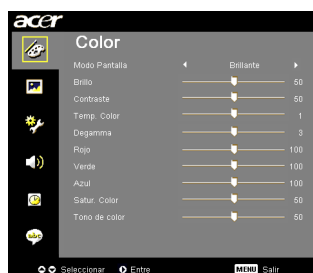 acer
Color
Modo Pantalla Brillante
Brillo 50
Contraste 50
Temp. Color 1
Degamma 3
Rojo 100
Verde 100
Azul 100
Satur. Color 50
Tono de color 50
abc
Seleccionar Entre MENU Salir